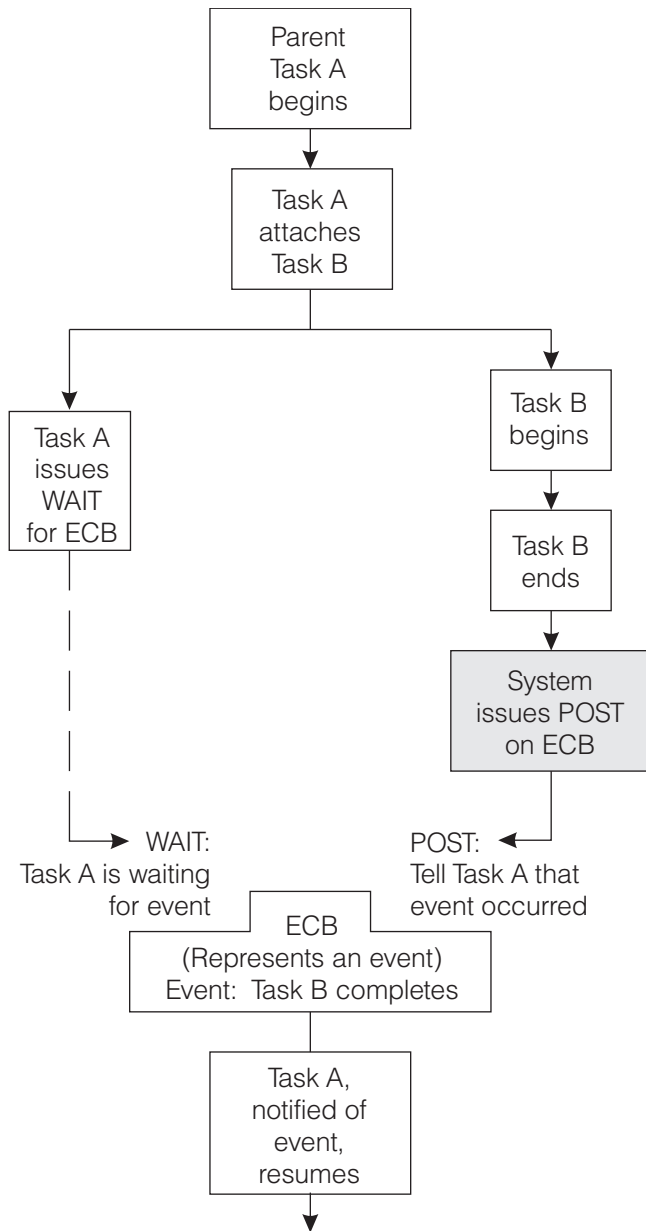 Parent
Task A
begins
Task A
attaches
Task B
Task A
issues
WAIT
for ECB
Task B
begins
Task B
ends
System
issues POST
on ECB
WAIT:
Task A is waiting
for event
POST:
Tell Task A that
event occurred
ECB
(Represents an event)
Event: Task B completes
Task A,
notified of
event,
resumes